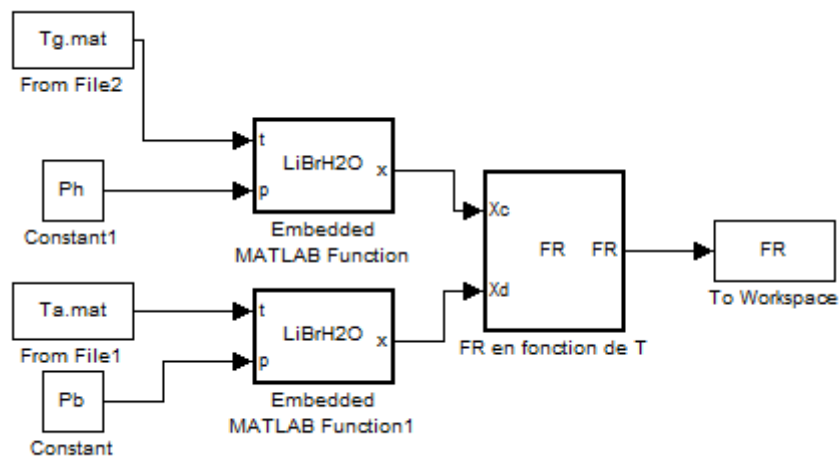 Tg.mat
From File2
t
LiBrH2O
x
p
Ph
Constant1
Embedded
MATLAB Function
Xc
FR
FR
Xd
FR en fonction de T
FR
To Workspace
Ta.mat
From File1
t
LiBrH2O
x
p
Pb
Constant
Embedded
MATLAB Function1